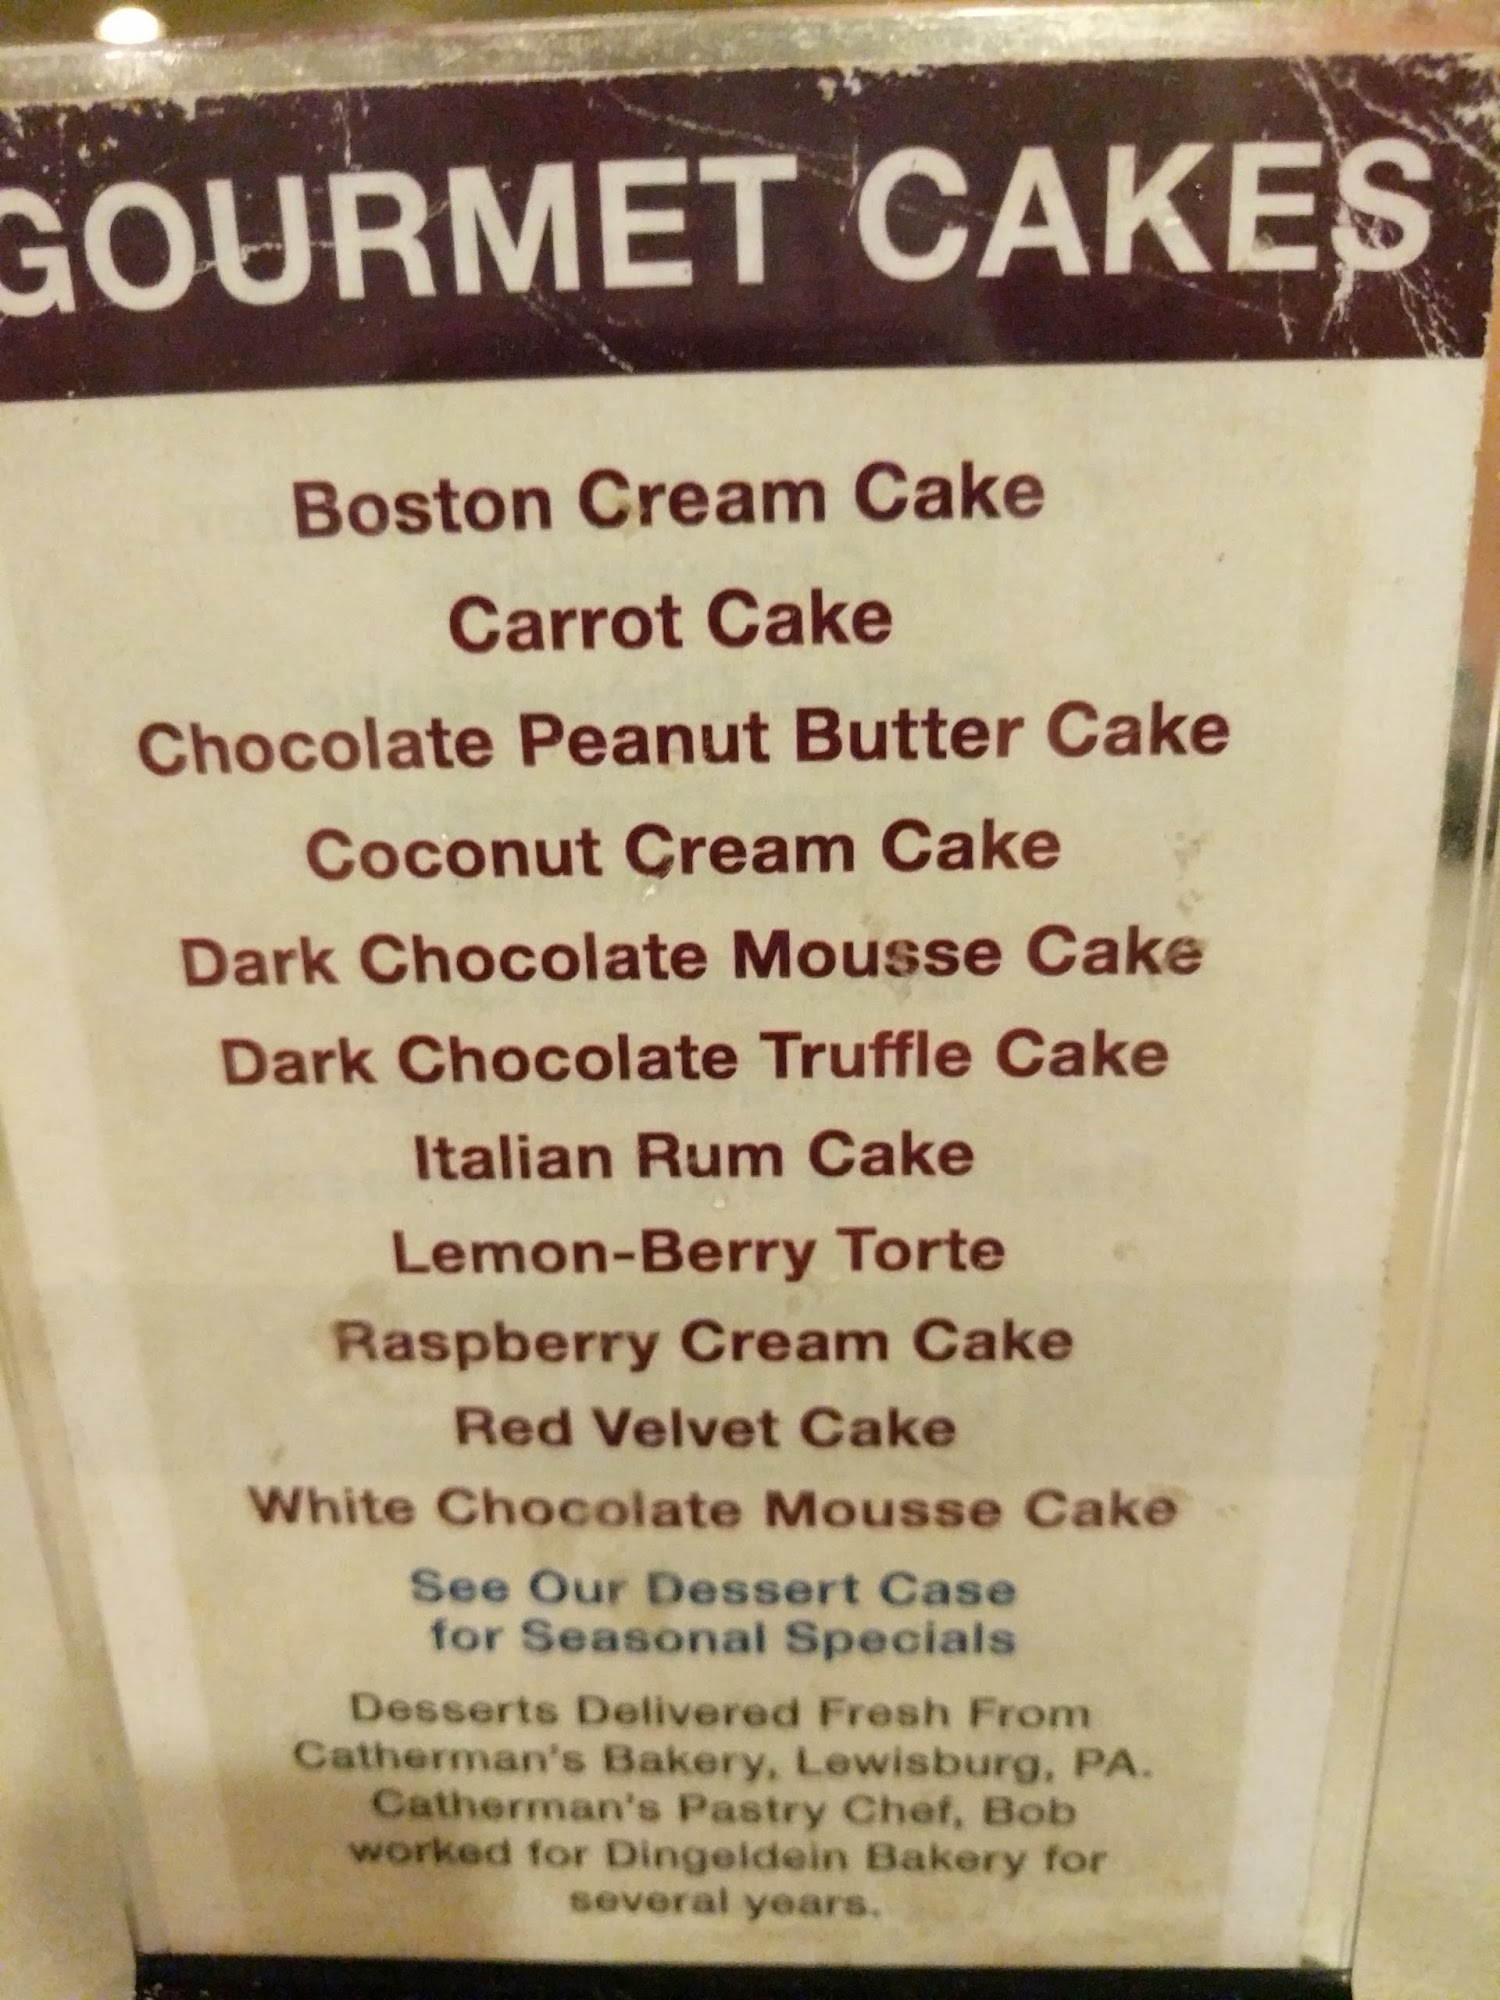 GOURMET CAKES
Boston Cream Cake
Carrot Cake
Chocolate Peanut Butter Cake
Coconut Cream Cake
Dark Chocolate Mousse Cake
Dark Chocolate Truffle Cake
Italian Rum Cake
Lemon-Berry Torte
Raspberry Cream Cake
Red Velvet Cake
White Chocolate Mousse Cake
See Our Dessert Case
for Seasonal Specials
Desserts Delivered Fresh From
Catherman's Bakery, Lewisburg, PA.
Catherman's Pastry Chef, Bob
worked for Dingeldein Bakery for
several years.